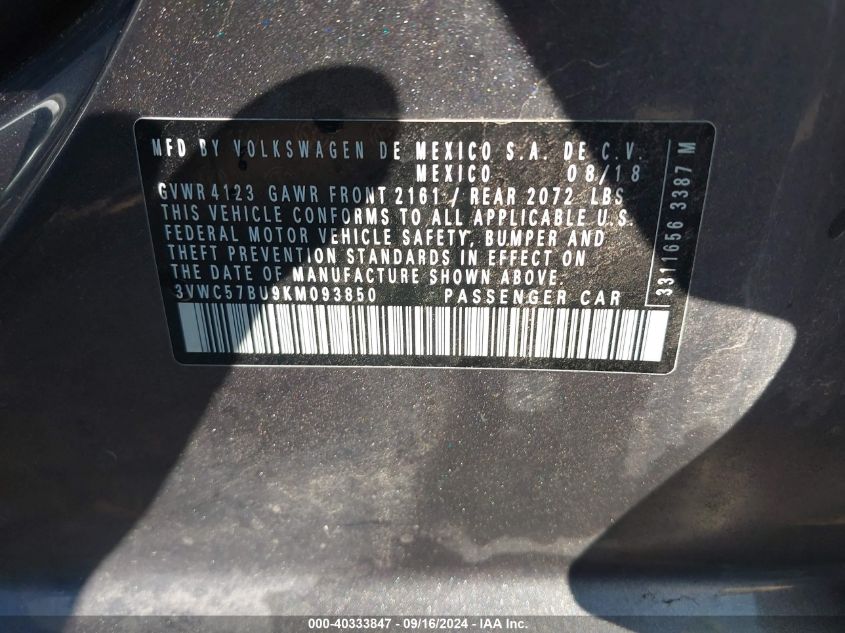 MFD BY VOLKSWAGEN DE MEXICO S.A. DE C.V.
MEXICO 08/18
GVWR 4123 GAWR FRONT 2161 / REAR 2072 LBS
THIS VEHICLE CONFORMS TO ALL APPLICABLE U.S.
FEDERAL MOTOR VEHICLE SAFETY, BUMPER AND
THEFT PREVENTION STANDARDS IN EFFECT ON
THE DATE OF MANUFACTURE SHOWN ABOVE.
3VWC57BU9KM093850 PASSENGER CAR
3311656 3387 M
000-40333847 - 09/16/2024 - IAA Inc.